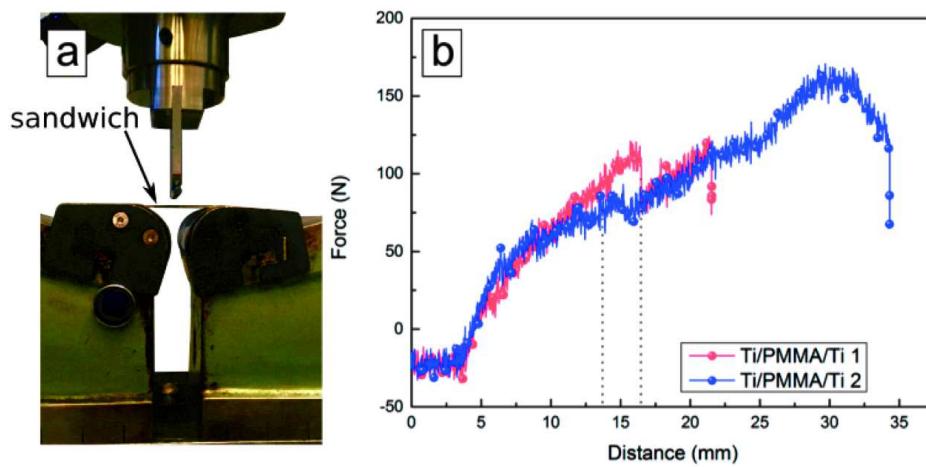 a
sandwich
b
200
150
100
50
0
-50
Force (N)
0 5 10 15 20 25 30 35
Distance (mm)
Ti/PMMA/Ti 1
Ti/PMMA/Ti 2